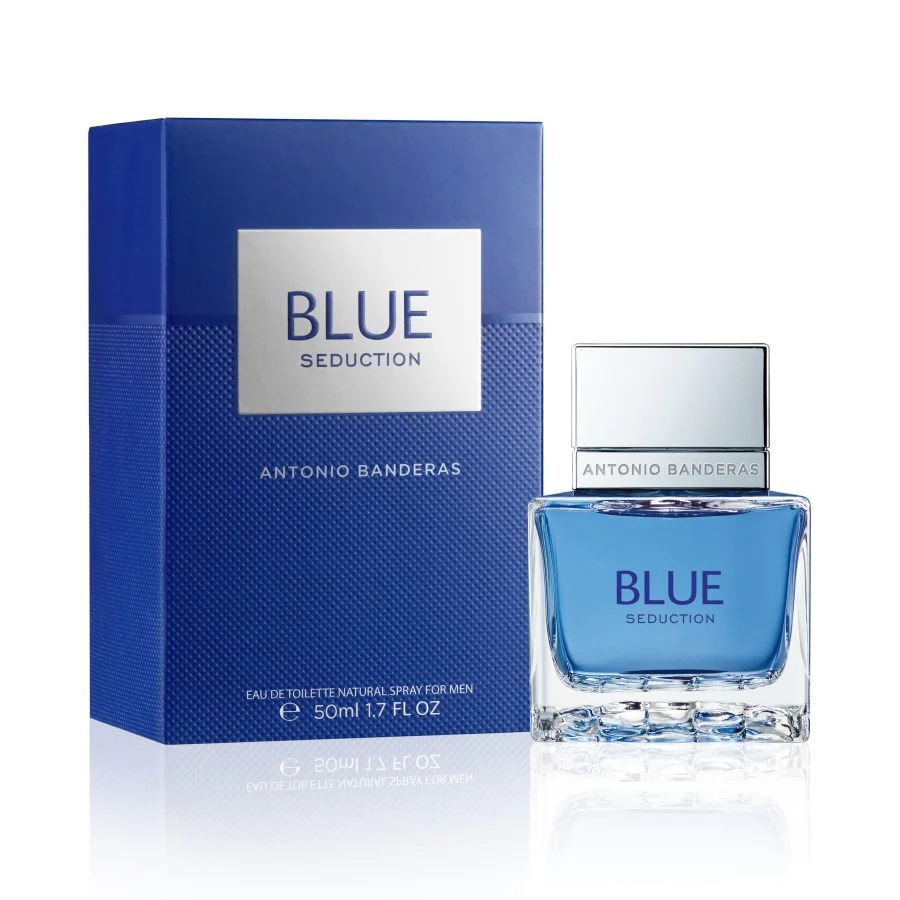 BLUE
SEDUCTION
ANTONIO BANDERAS
EAU DE TOILETTE NATURAL SPRAY FOR MEN
℮ 50ml 1.7 FL OZ
ANTONIO BANDERAS
BLUE
SEDUCTION